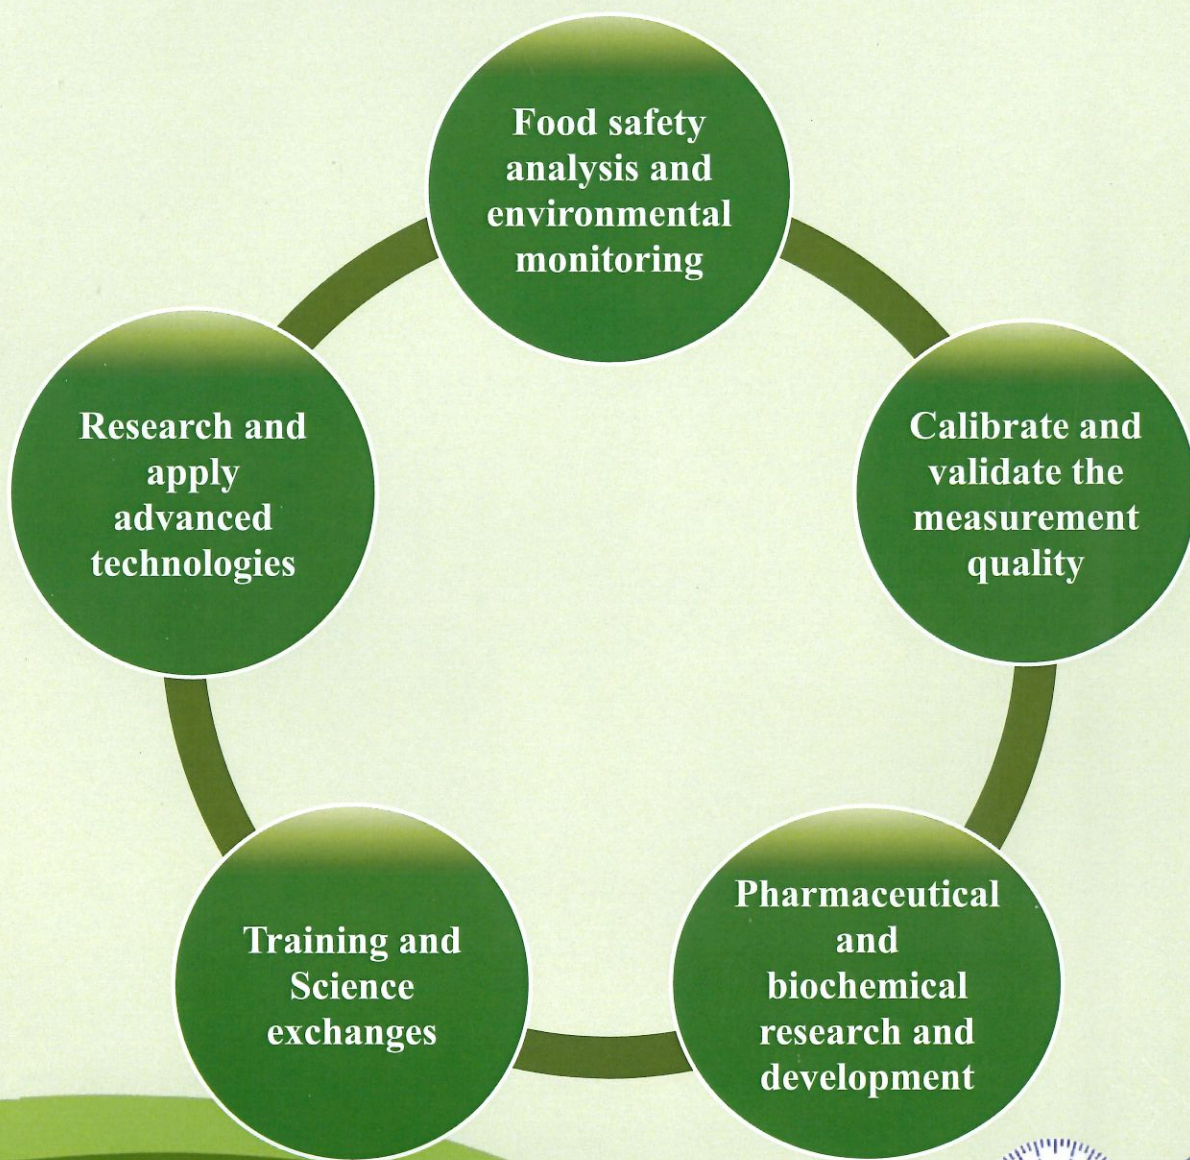 Food safety
analysis and
environmental
monitoring
Calibrate and
validate the
measurement
quality
Pharmaceutical
and
biochemical
research and
development
Training and
Science
exchanges
Research and
apply
advanced
technologies